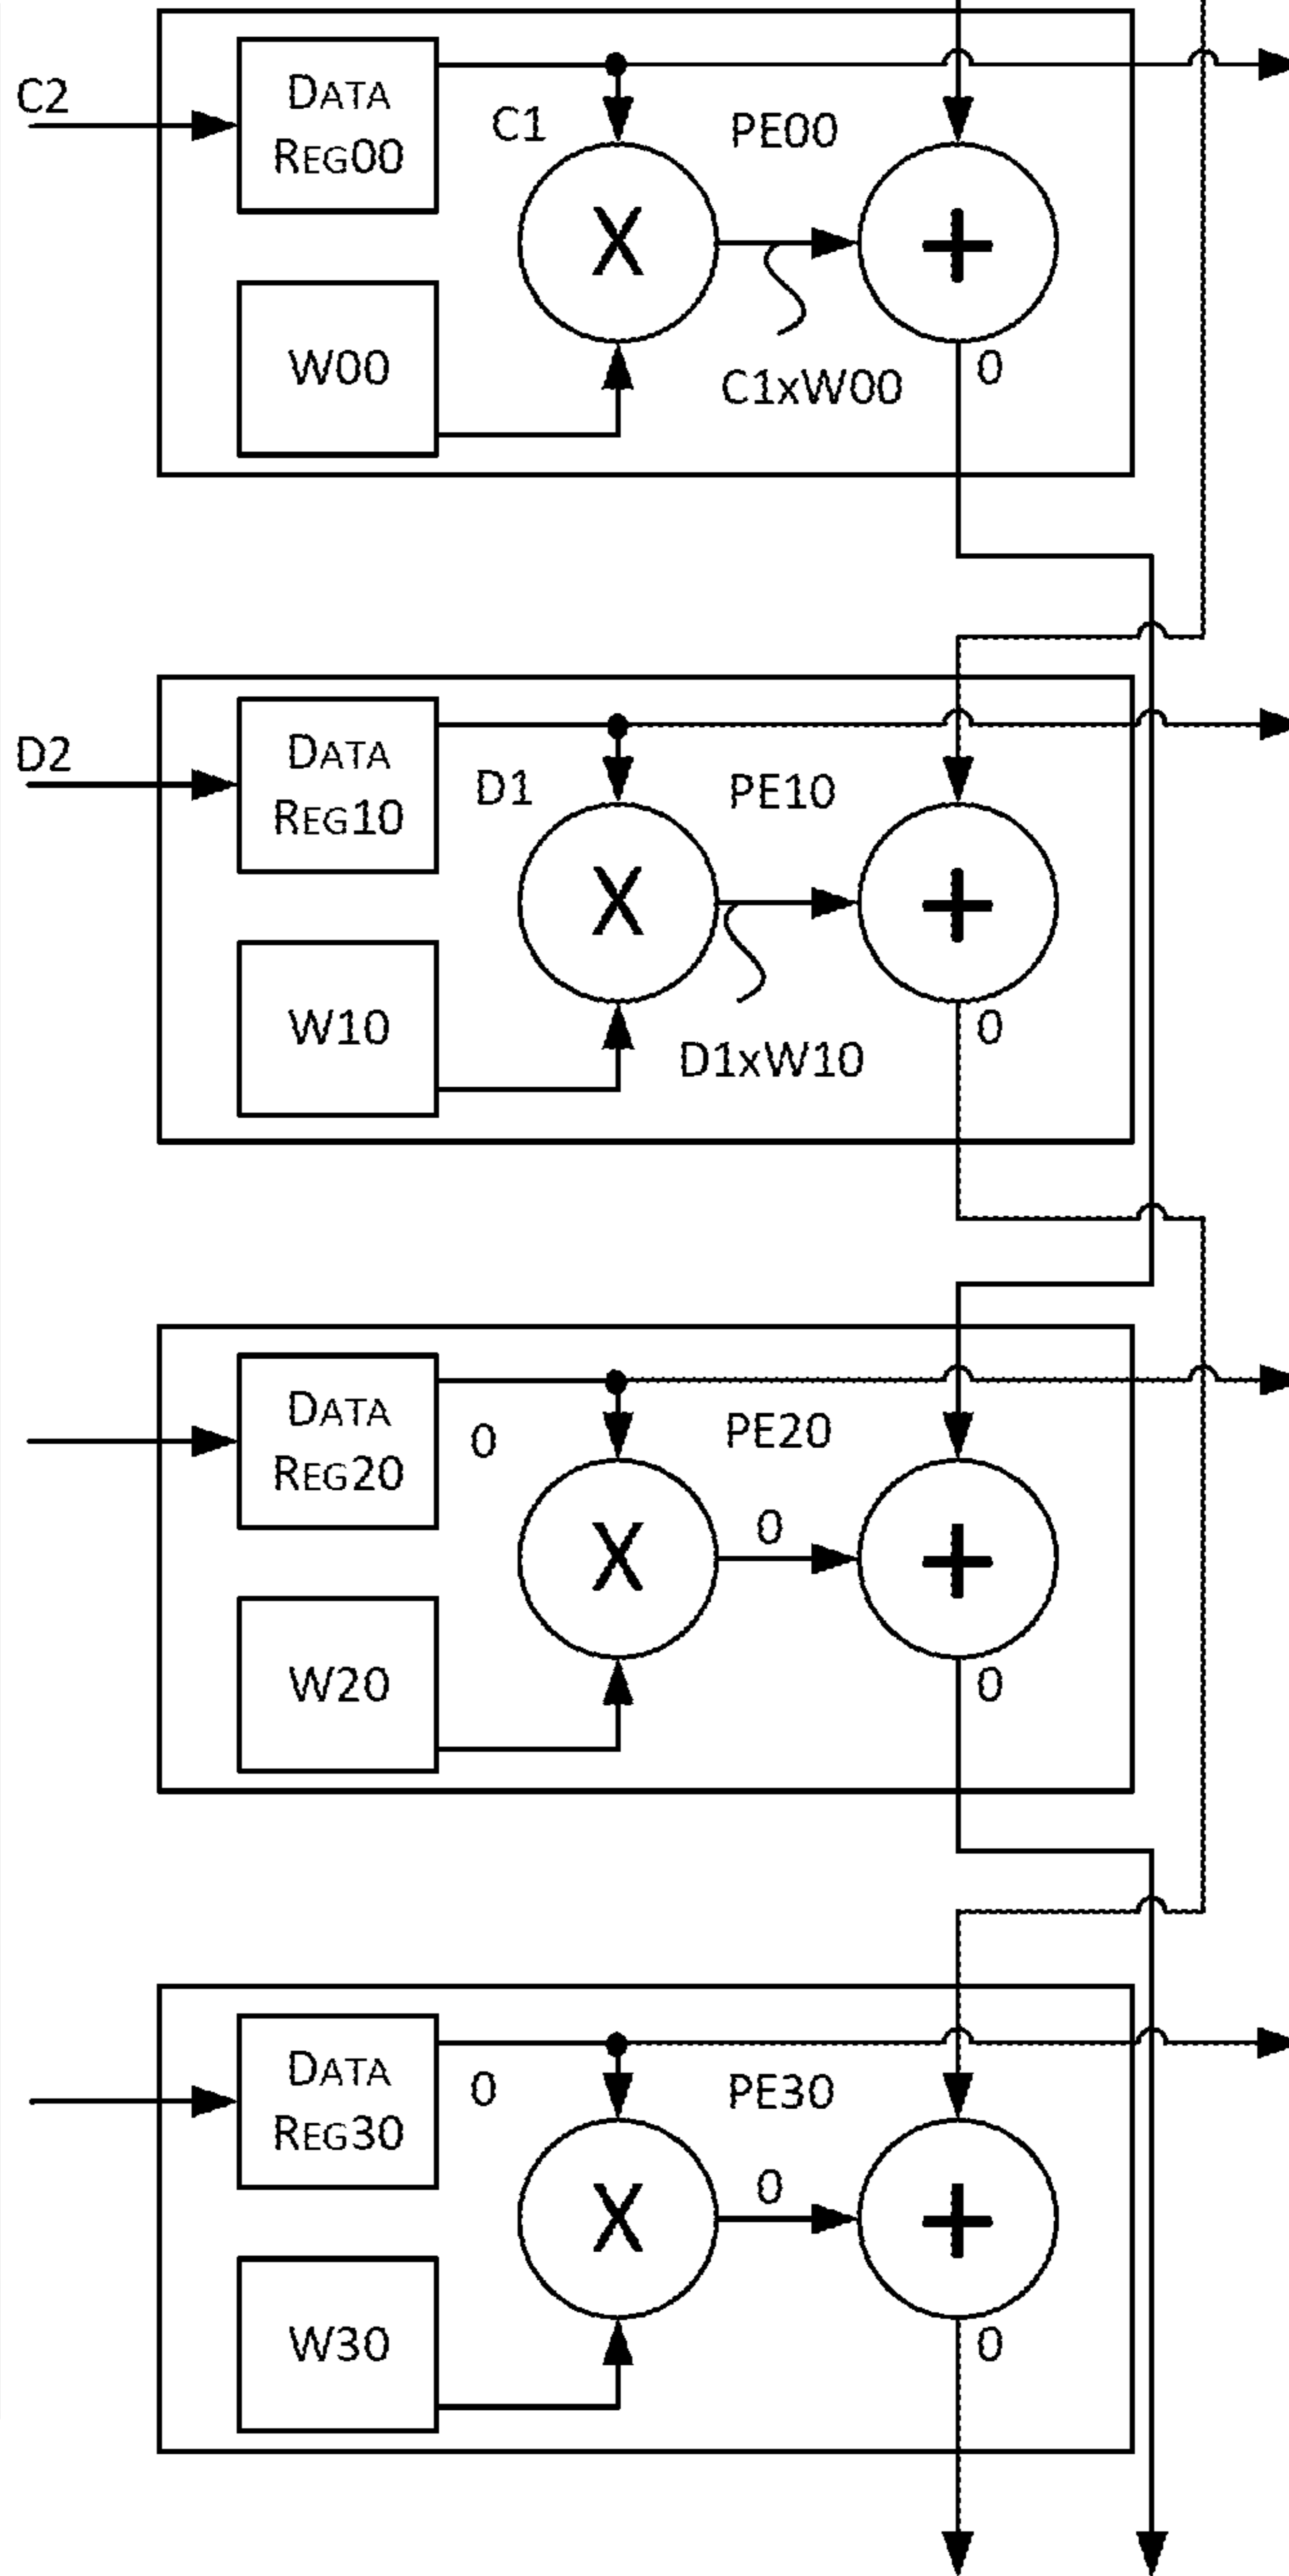 C2
DATA
REG00
C1
PE00
X
+
W00
C1xW00
0
D2
DATA
REG10
D1
PE10
X
+
W10
D1xW10
0
DATA
REG20
0
PE20
X
0
+
W20
0
DATA
REG30
0
PE30
X
0
+
W30
0